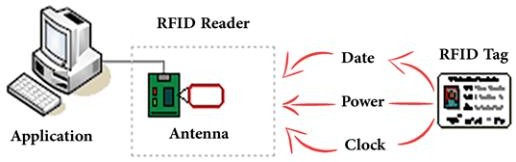 RFID Reader
Date
RFID Tag
Power
Application
Antenna
Clock